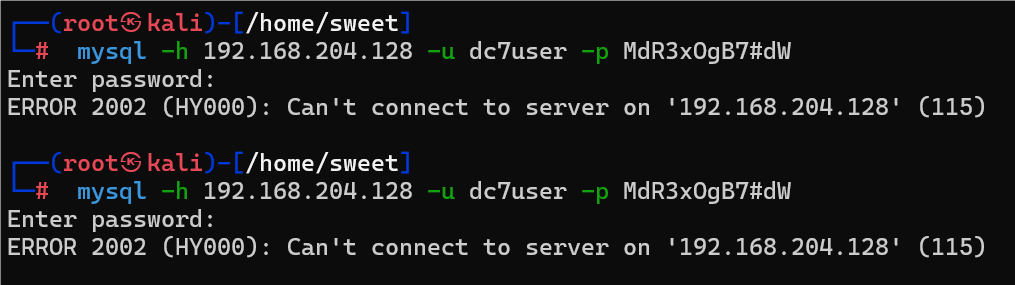 ┌──(root㉿kali)-[/home/sweet]
└─# mysql -h 192.168.204.128 -u dc7user -p MdR3xOgB7#dW
Enter password:
ERROR 2002 (HY000): Can't connect to server on '192.168.204.128' (115)
┌──(root㉿kali)-[/home/sweet]
└─# mysql -h 192.168.204.128 -u dc7user -p MdR3xOgB7#dW
Enter password:
ERROR 2002 (HY000): Can't connect to server on '192.168.204.128' (115)